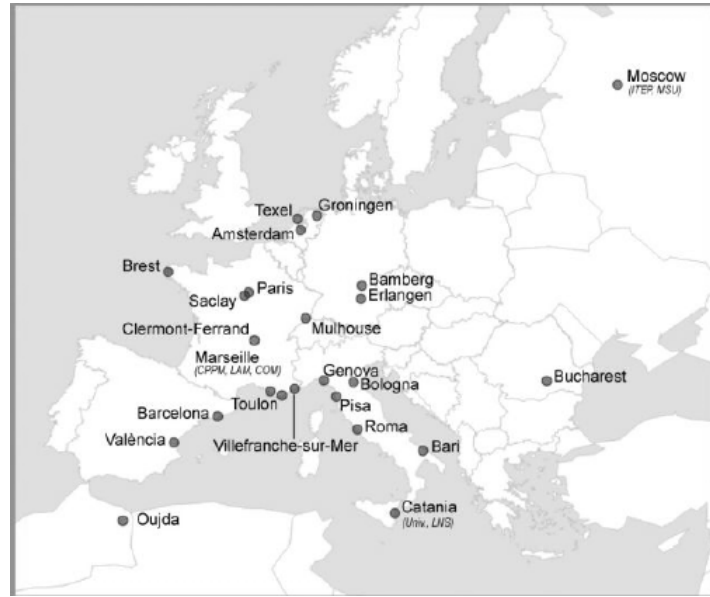 Moscow
(ITEP, MSU)
Texel
Groningen
Amsterdam
Brest
Bamberg
Paris
Erlangen
Saclay
Clermont-Ferrand
Mulhouse
Marseille
(CPPM, LAM, COM)
Genova
Bologna
Bucharest
Toulon
Pisa
Barcelona
Roma
València
Villefranche-sur-Mer
Bari
Catania
(Univ., LNS)
Oujda